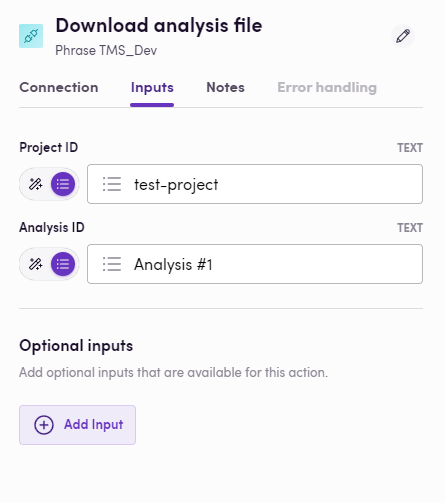 Download analysis file
Phrase TMS_Dev
Connection Inputs Notes Error handling
Project ID TEXT
test-project
Analysis ID TEXT
Analysis #1
Optional inputs
Add optional inputs that are available for this action.
Add Input